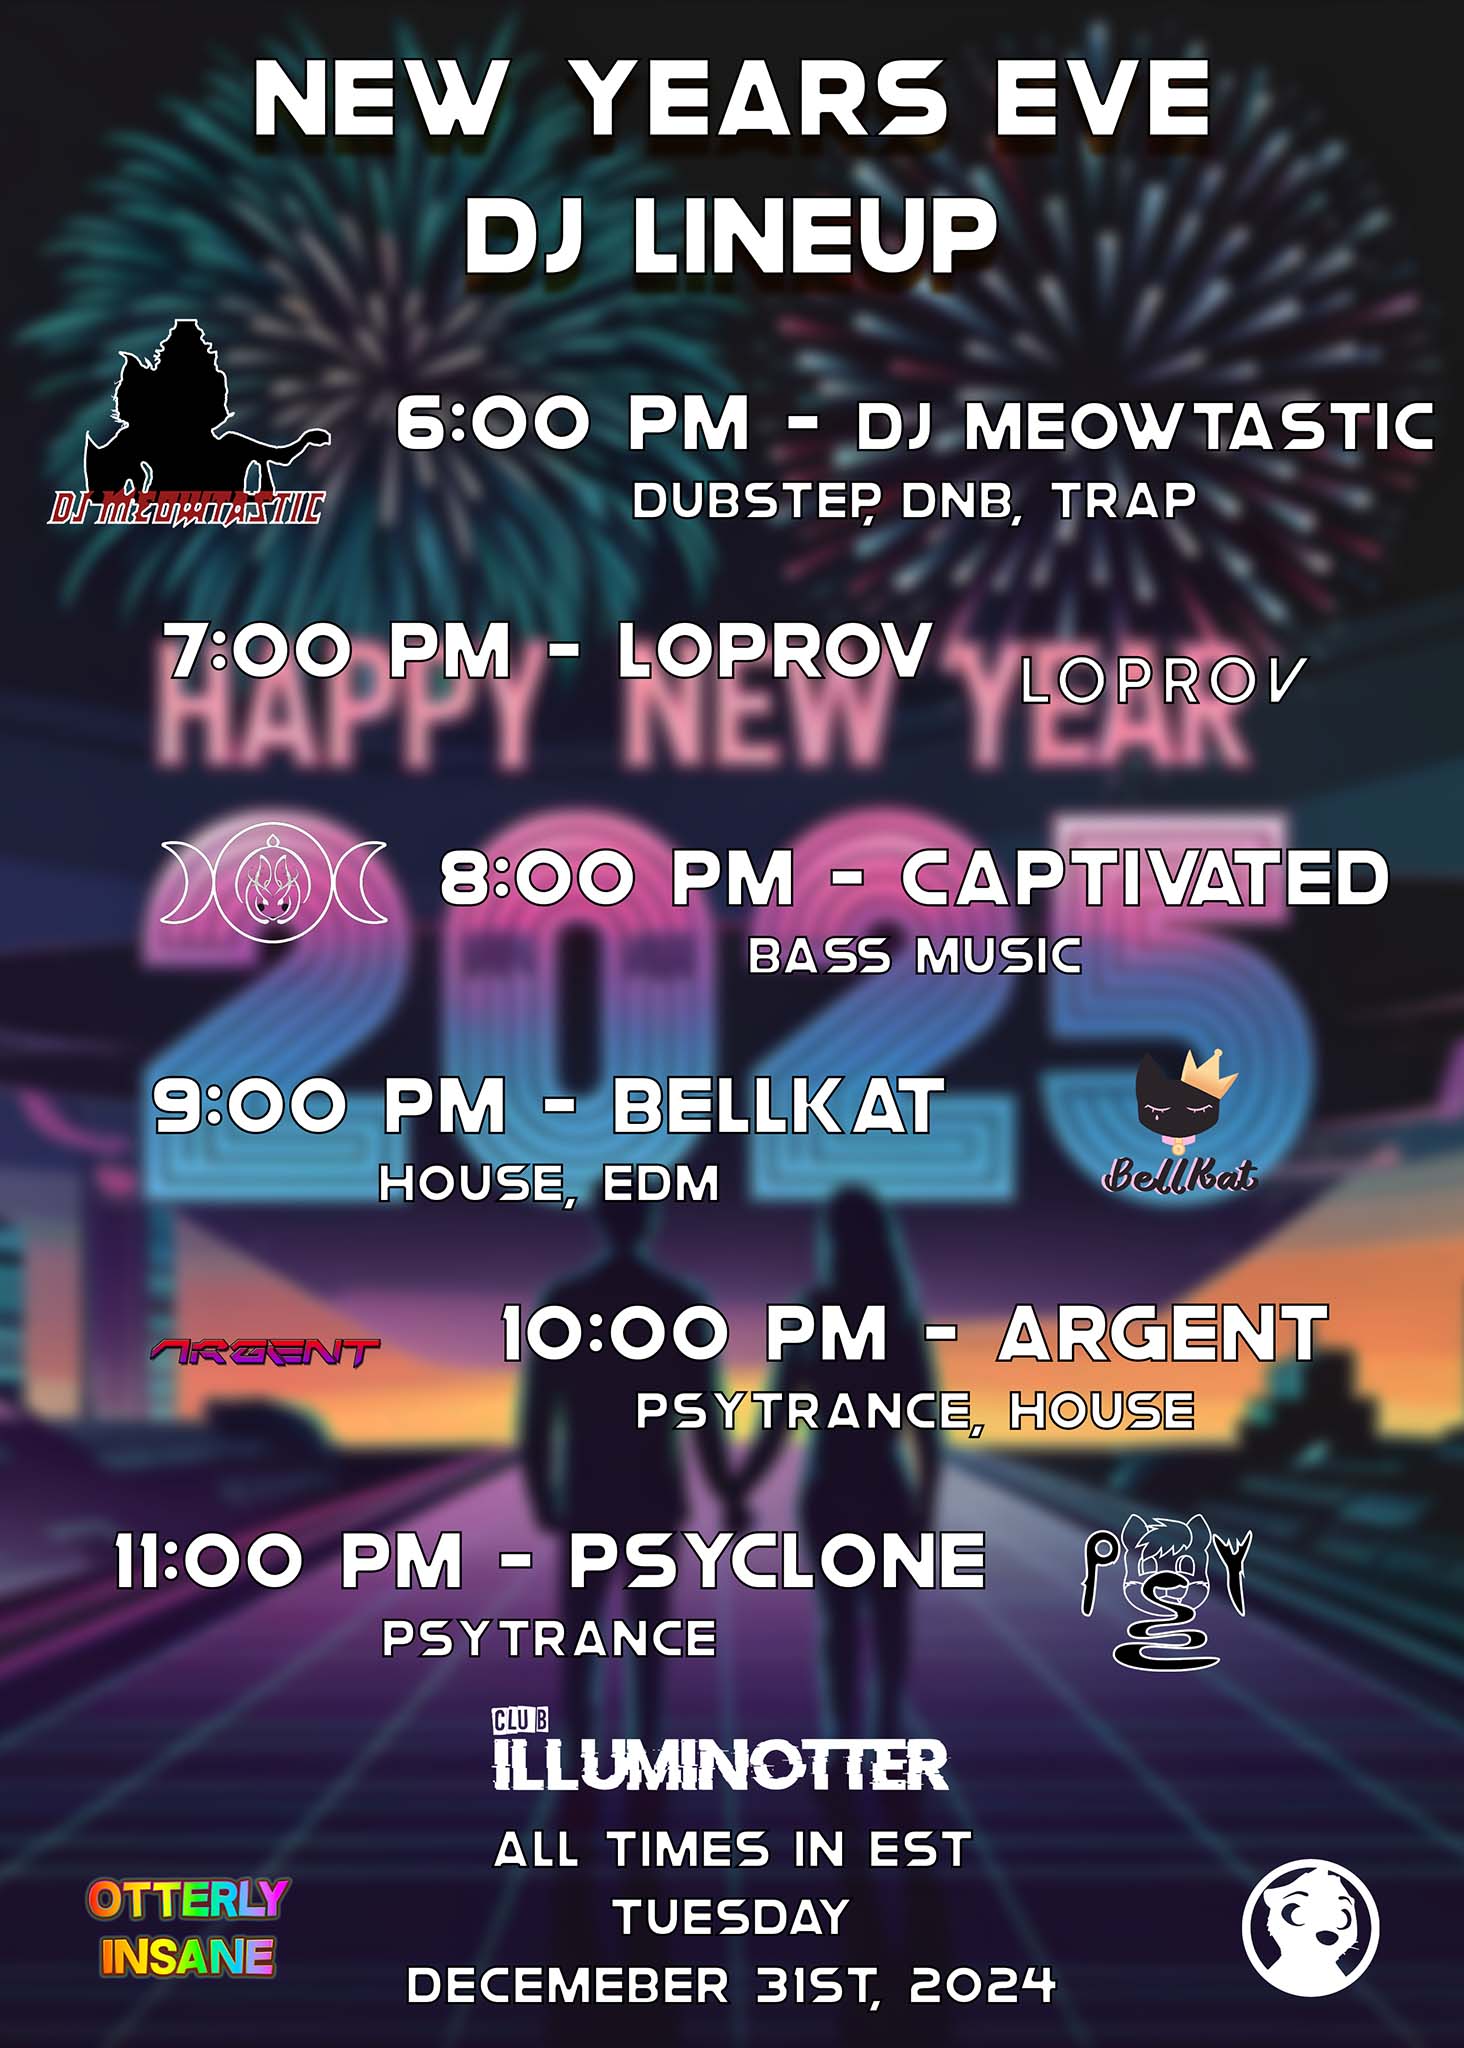 NEW YEARS EVE
DJ LINEUP
DJ MEOWTASTIC
6:00 PM - DJ MEOWTASTIC
DUBSTEP, DNB, TRAP
7:00 PM - LOPROV
LOPROV
HAPPY NEW YEAR
2025
8:00 PM - CAPTIVATED
BASS MUSIC
9:00 PM - BELLKAT
HOUSE, EDM
BellKat
ARGENT
10:00 PM - ARGENT
PSYTRANCE, HOUSE
11:00 PM - PSYCLONE
PSYTRANCE
PSY
CLUB
ILLUMINOTTER
ALL TIMES IN EST
TUESDAY
DECEMEBER 31ST, 2024
OTTERLY
INSANE